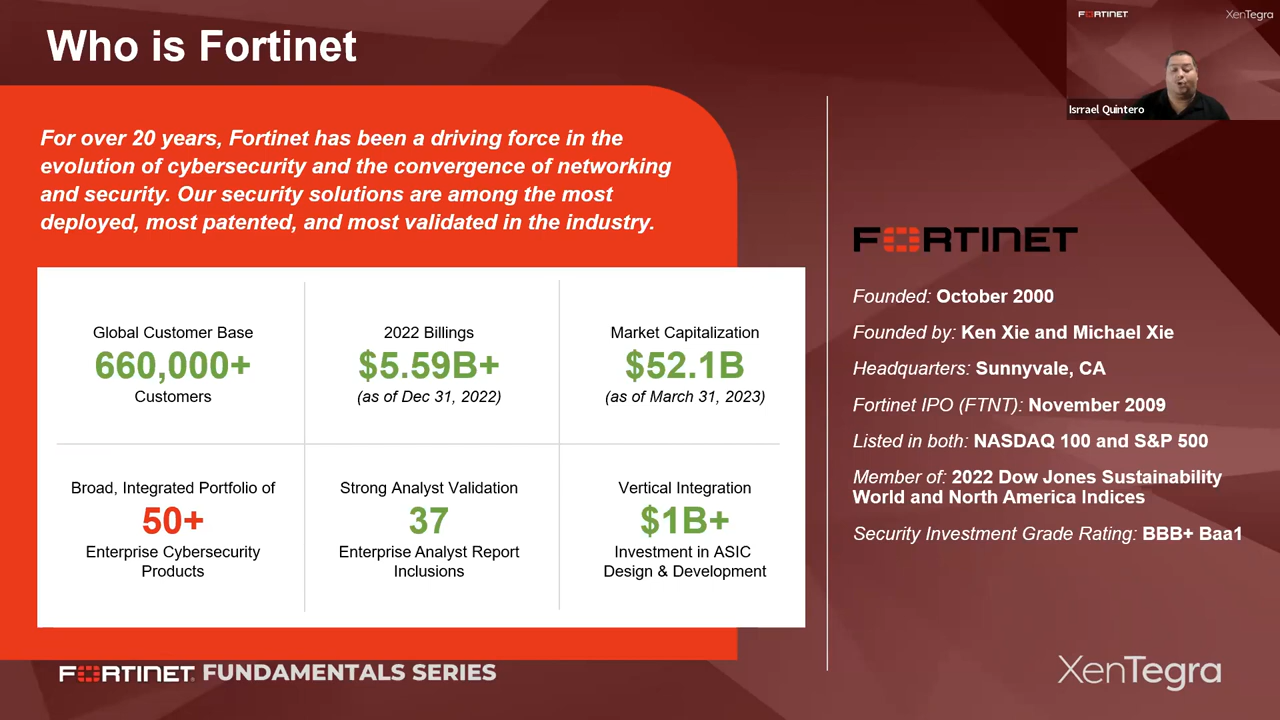 Who is Fortinet
FORTINET
XenTegra
Isrrael Quintero
For over 20 years, Fortinet has been a driving force in the
evolution of cybersecurity and the convergence of networking
and security. Our security solutions are among the most
deployed, most patented, and most validated in the industry.
Global Customer Base
660,000+
Customers
2022 Billings
$5.59B+
(as of Dec 31, 2022)
Market Capitalization
$52.1B
(as of March 31, 2023)
Broad, Integrated Portfolio of
50+
Enterprise Cybersecurity
Products
Strong Analyst Validation
37
Enterprise Analyst Report
Inclusions
Vertical Integration
$1B+
Investment in ASIC
Design & Development
FORTINET
Founded: October 2000
Founded by: Ken Xie and Michael Xie
Headquarters: Sunnyvale, CA
Fortinet IPO (FTNT): November 2009
Listed in both: NASDAQ 100 and S&P 500
Member of: 2022 Dow Jones Sustainability
World and North America Indices
Security Investment Grade Rating: BBB+ Baa1
FORTINET FUNDAMENTALS SERIES
XenTegra